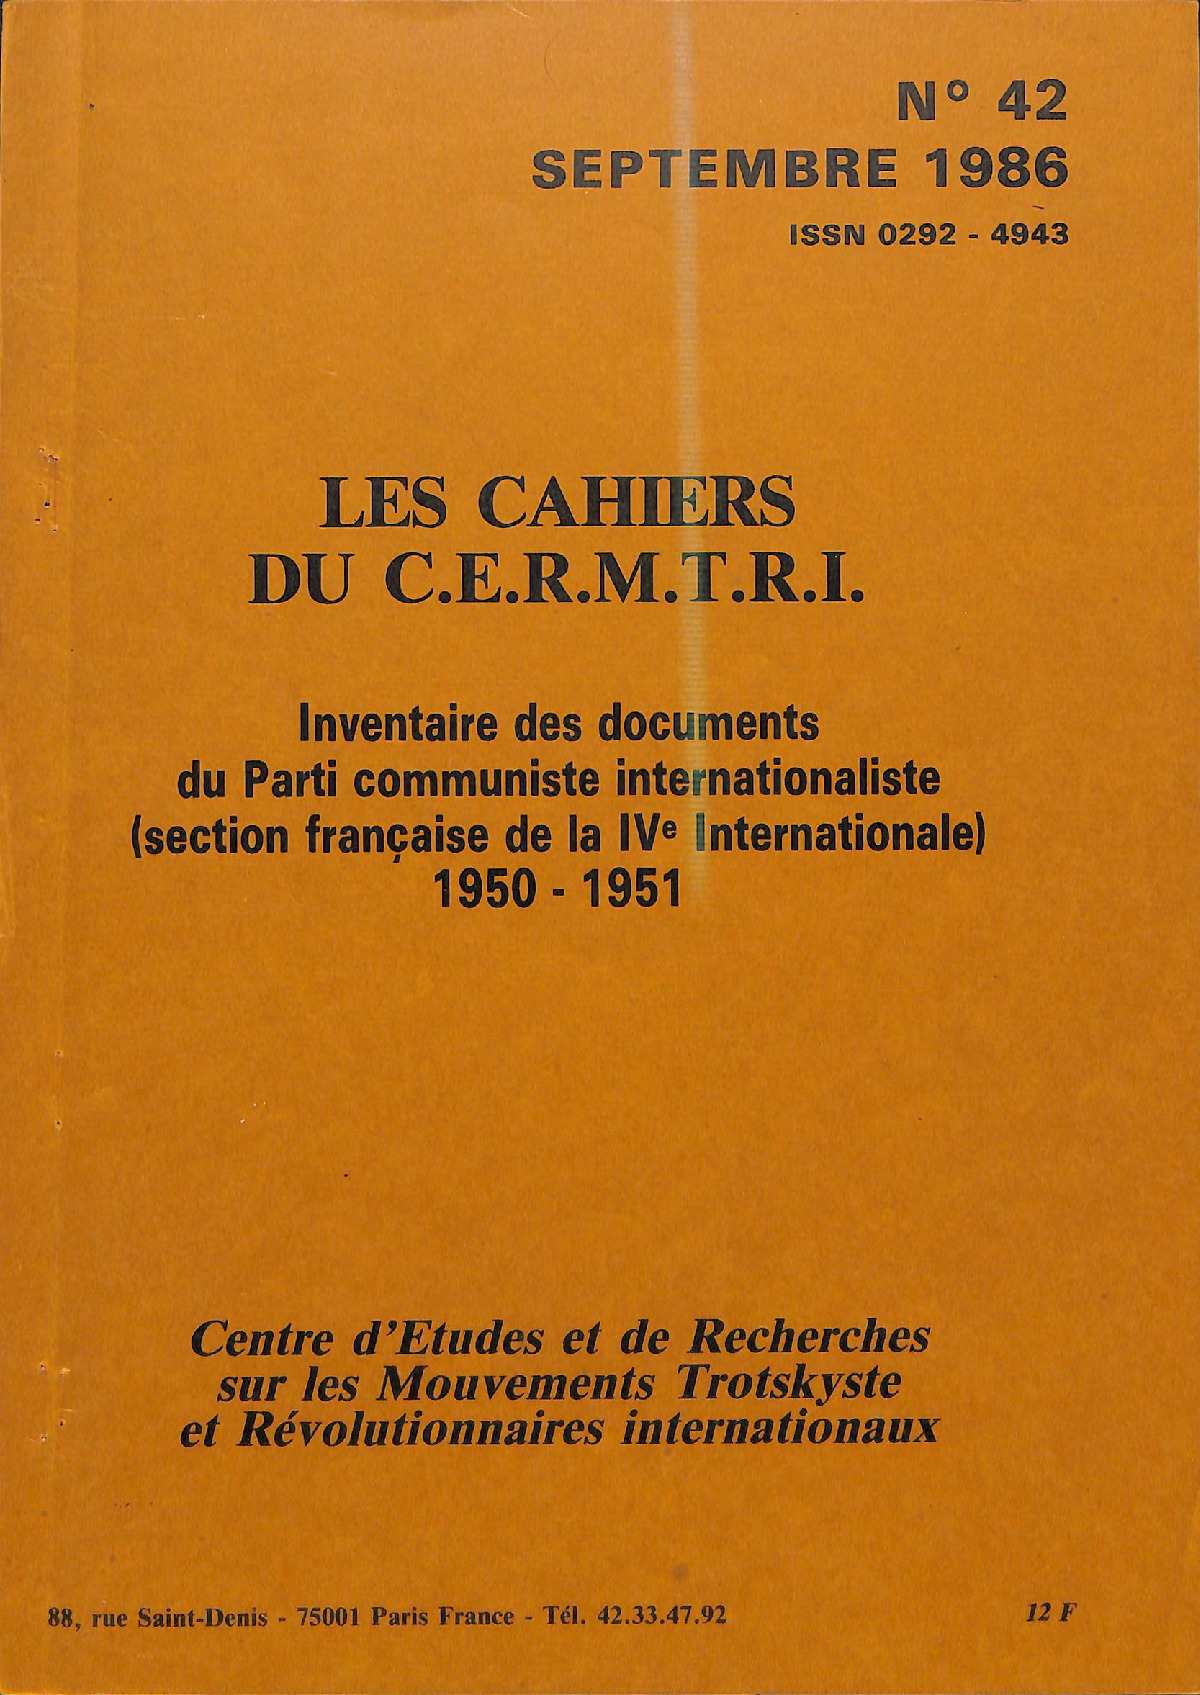 N° 42
SEPTEMBRE 1986
ISSN 0292 - 4943
LES CAHIERS
DU C.E.R.M.T.R.I.
Inventaire des documents
du Parti communiste internationaliste
(section française de la IVe Internationale)
1950 - 1951
Centre d'Etudes et de Recherches
sur les Mouvements Trotskyste
et Révolutionnaires internationaux
88, rue Saint-Denis - 75001 Paris France - Tél. 42.33.47.92
12 F